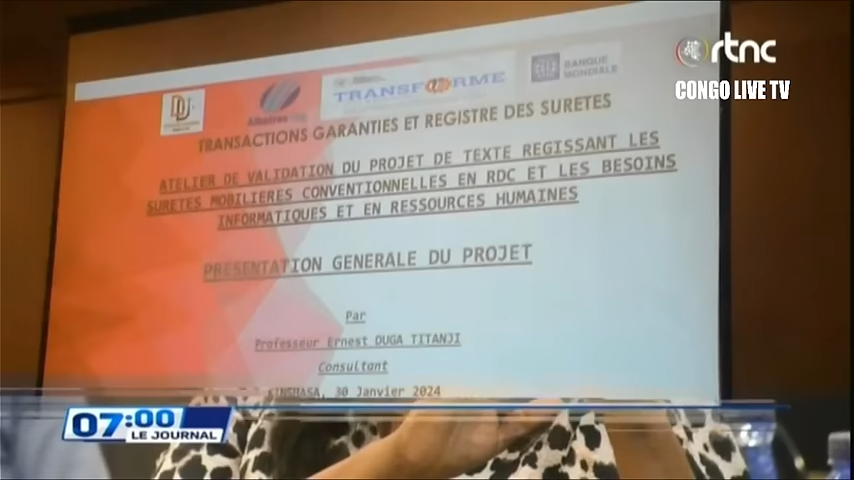 rtnc
CONGO LIVE TV
TRANSFORME
BANQUE
MONDIALE
TRANSACTIONS GARANTIES ET REGISTRE DES SURETES
ATELIER DE VALIDATION DU PROJET DE TEXTE REGISSANT LES
SURETES MOBILIERES CONVENTIONNELLES EN RDC ET LES BESOINS
INFORMATIQUES ET EN RESSOURCES HUMAINES
PRESENTATION GENERALE DU PROJET
Par
Professeur Ernest DUGA TITANJI
Consultant
KINSHASA, 30 Janvier 2024
07:00
LE JOURNAL